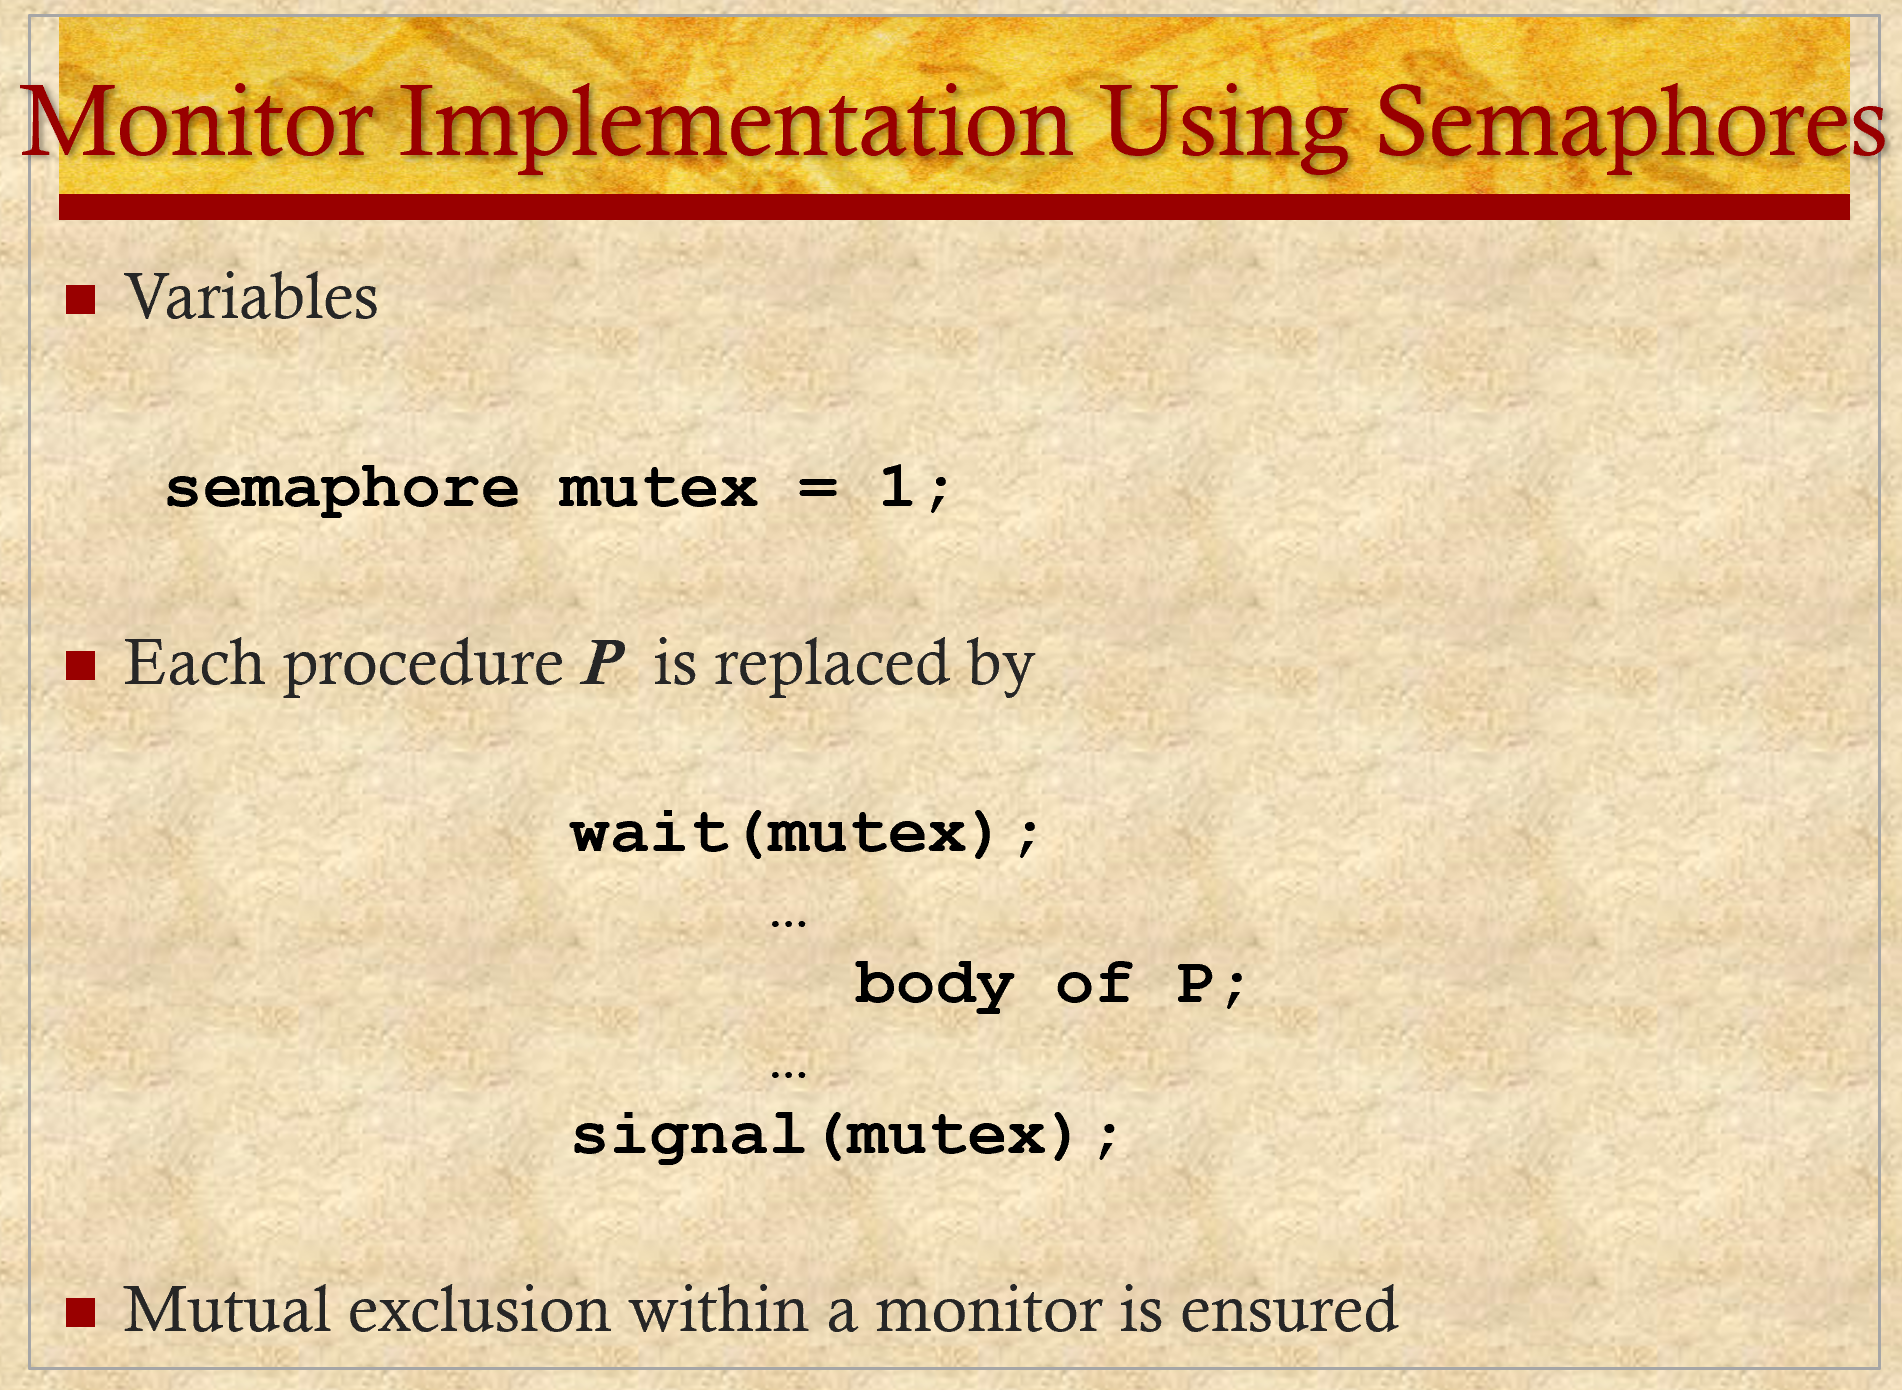 Monitor Implementation Using Semaphores
Variables
semaphore mutex = 1;
Each procedure P is replaced by
wait(mutex);
…
body of P;
…
signal(mutex);
Mutual exclusion within a monitor is ensured